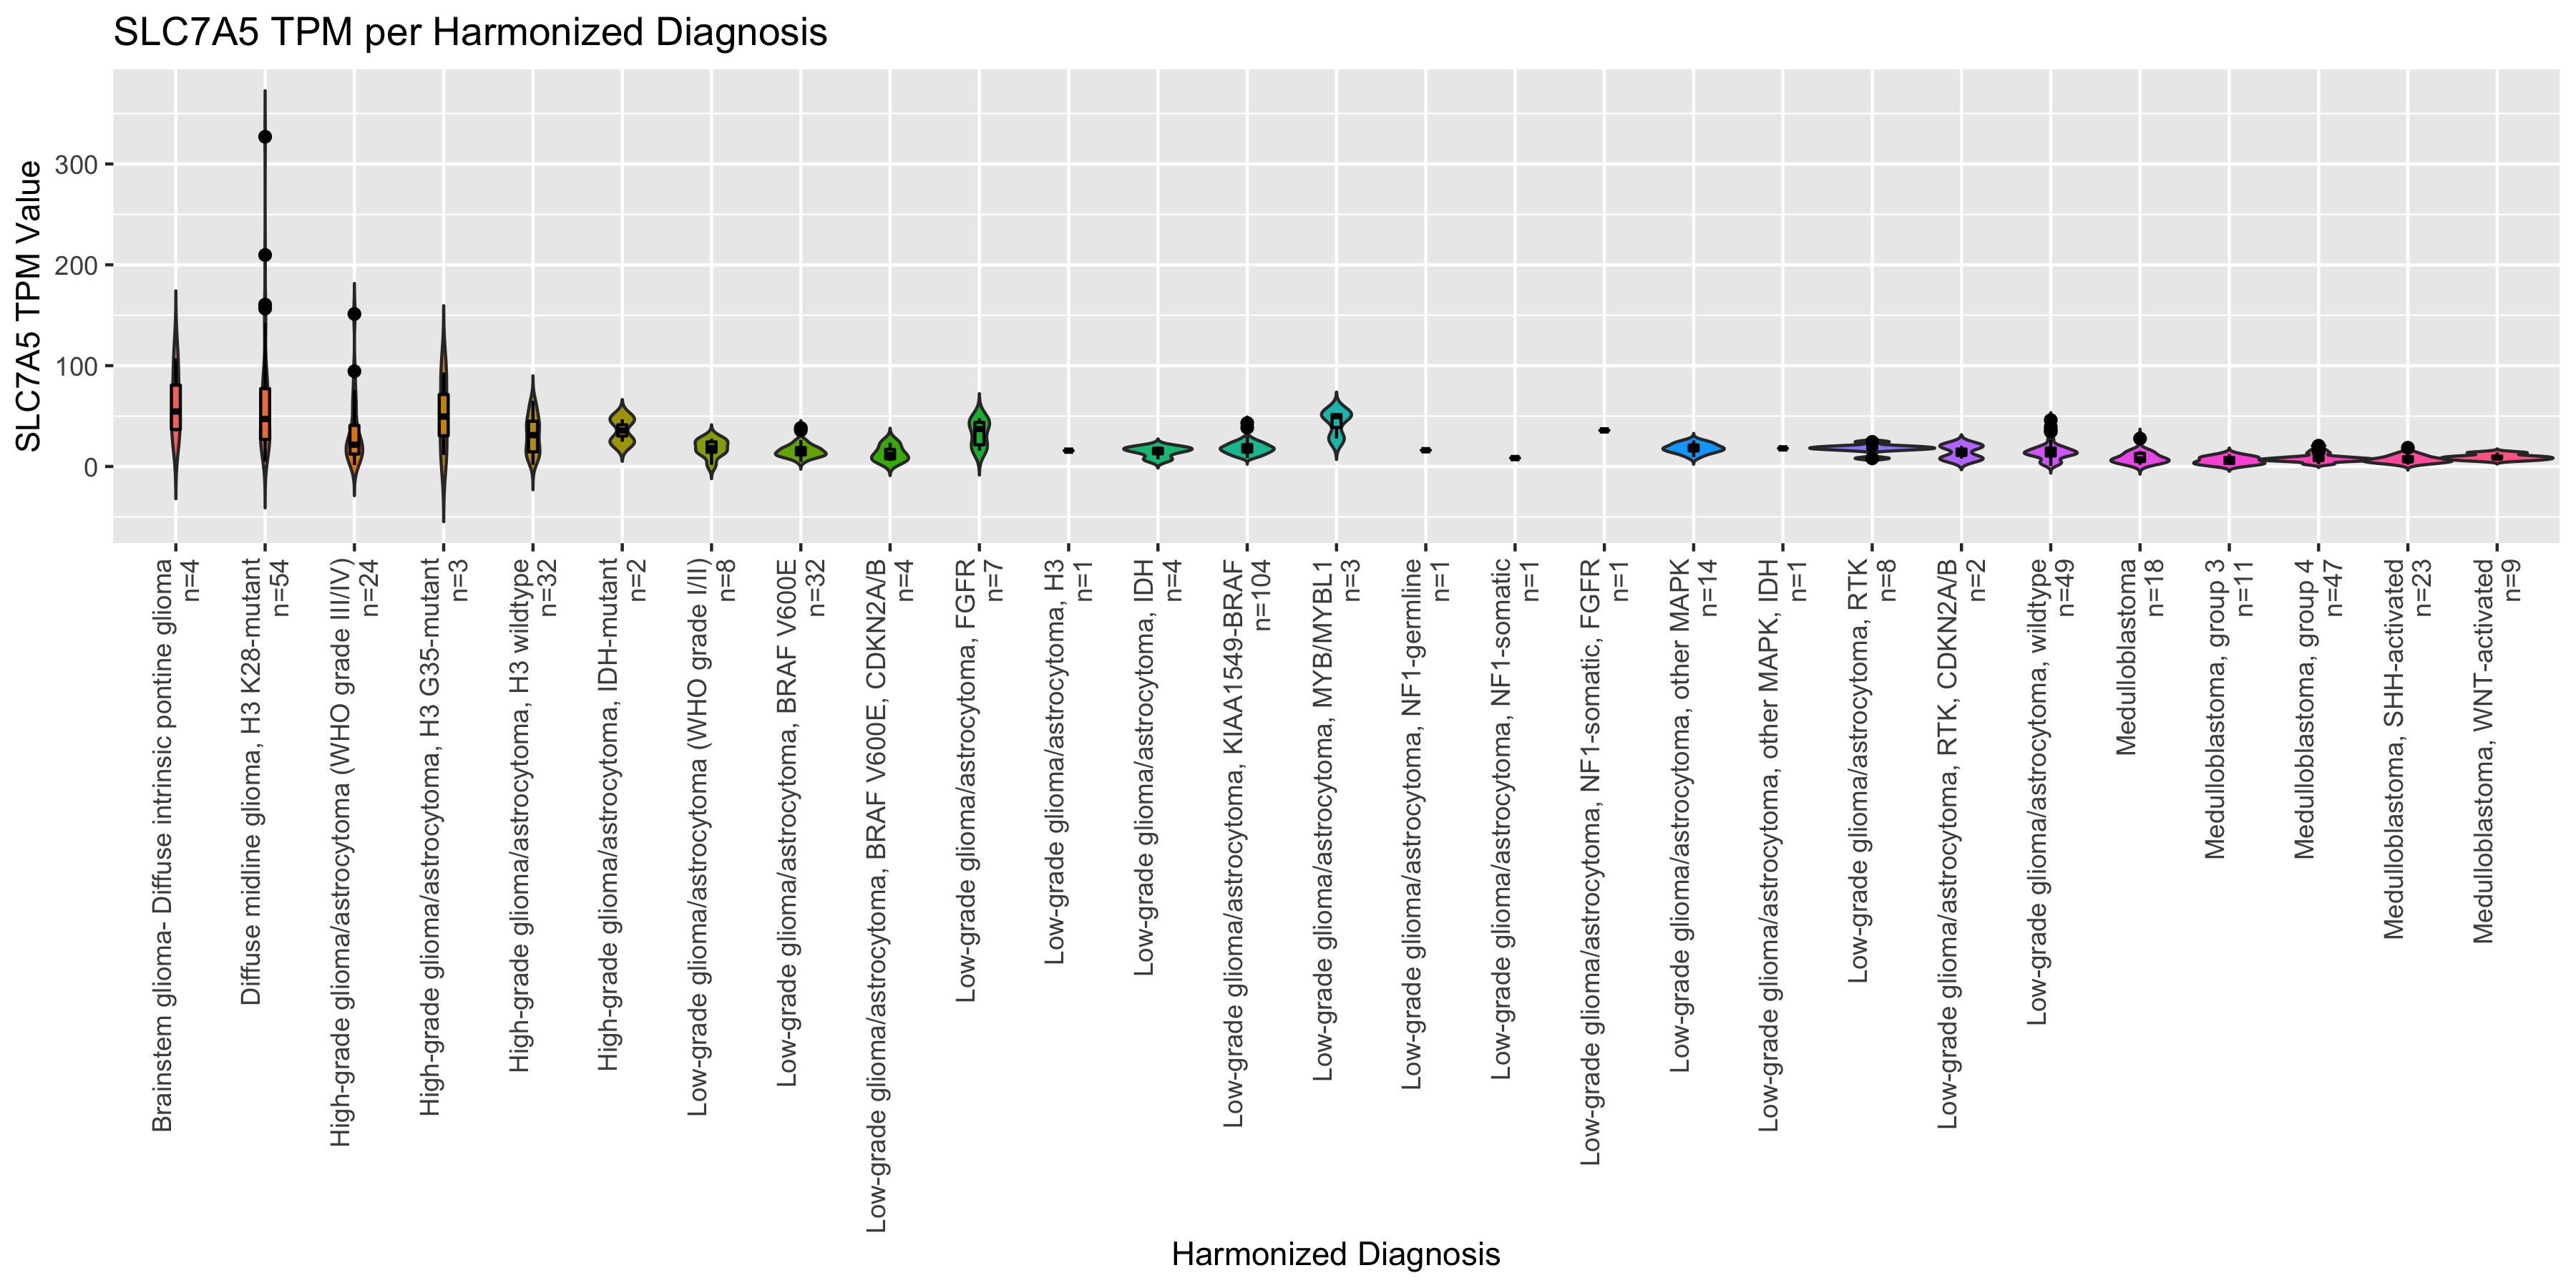 SLC7A5 TPM per Harmonized Diagnosis
SLC7A5 TPM Value
300
200
100
0
Brainstem glioma- Diffuse intrinsic pontine glioma
n=4
Diffuse midline glioma, H3 K28-mutant
n=54
High-grade glioma/astrocytoma (WHO grade III/IV)
n=24
High-grade glioma/astrocytoma, H3 G35-mutant
n=3
High-grade glioma/astrocytoma, H3 wildtype
n=32
High-grade glioma/astrocytoma, IDH-mutant
n=2
Low-grade glioma/astrocytoma (WHO grade I/II)
n=8
Low-grade glioma/astrocytoma, BRAF V600E
n=32
Low-grade glioma/astrocytoma, BRAF V600E, CDKN2A/B
n=4
Low-grade glioma/astrocytoma, FGFR
n=7
Low-grade glioma/astrocytoma, H3
n=1
Low-grade glioma/astrocytoma, IDH
n=4
Low-grade glioma/astrocytoma, KIAA1549-BRAF
n=104
Low-grade glioma/astrocytoma, MYB/MYBL1
n=3
Low-grade glioma/astrocytoma, NF1-germline
n=1
Low-grade glioma/astrocytoma, NF1-somatic
n=1
Low-grade glioma/astrocytoma, NF1-somatic, FGFR
n=1
Low-grade glioma/astrocytoma, other MAPK
n=14
Low-grade glioma/astrocytoma, other MAPK, IDH
n=1
Low-grade glioma/astrocytoma, RTK
n=8
Low-grade glioma/astrocytoma, RTK, CDKN2A/B
n=2
Low-grade glioma/astrocytoma, wildtype
n=49
Medulloblastoma
n=18
Medulloblastoma, group 3
n=11
Medulloblastoma, group 4
n=47
Medulloblastoma, SHH-activated
n=23
Medulloblastoma, WNT-activated
n=9
Harmonized Diagnosis